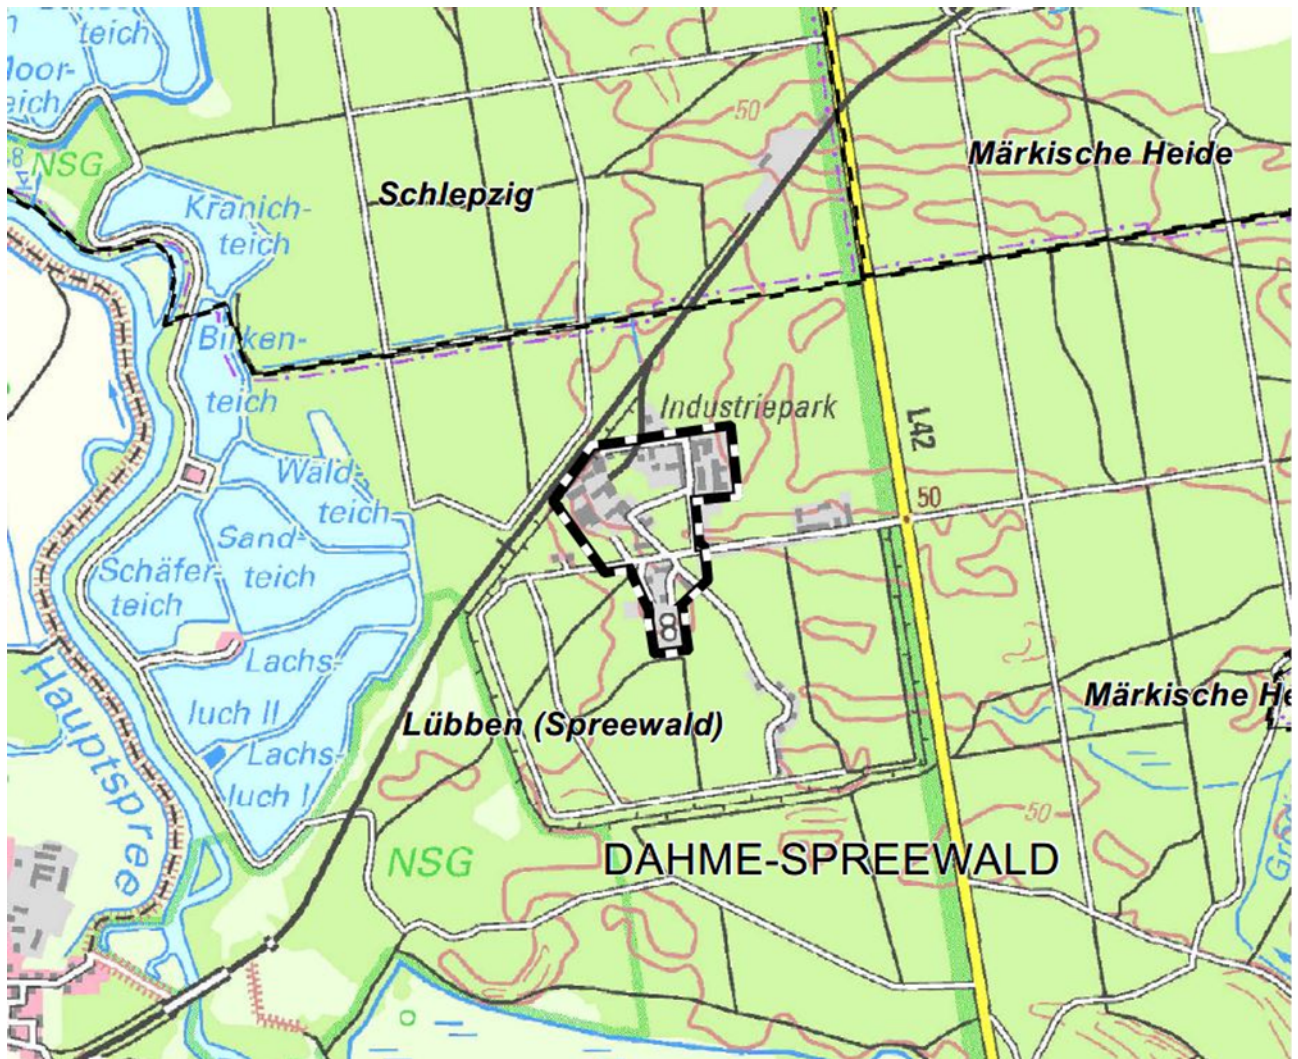 teich
Moor-
teich
NSG
Schlepzig
50
Märkische Heide
Kranich-
teich
Birken-
teich
Industriepark
L42
Wald-
teich
50
Sand-
teich
Schäfer-
teich
8
Lachs-
luch II
Lübben (Spreewald)
Märkische He
Hauptspree
Lachs-
luch I
50
NSG
DAHME-SPREEWALD